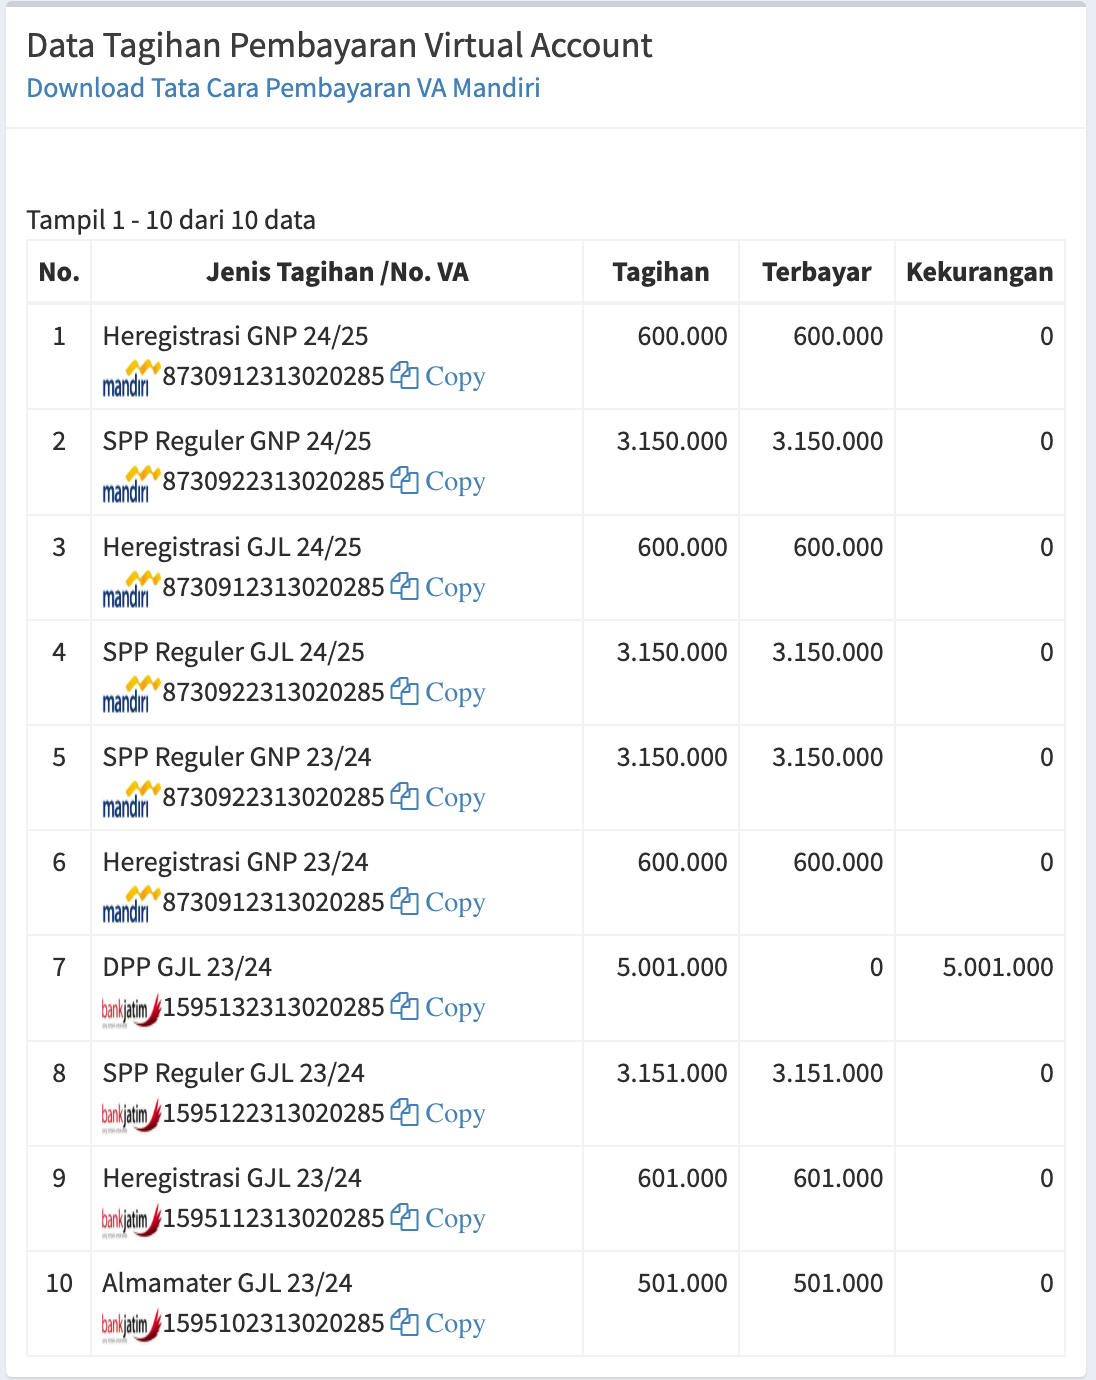 Data Tagihan Pembayaran Virtual Account
Download Tata Cara Pembayaran VA Mandiri
Tampil 1 - 10 dari 10 data
No. Jenis Tagihan /No. VA Tagihan Terbayar Kekurangan
1 Heregistrasi GNP 24/25 600.000 600.000 0
mandiri 8730912313020285 Copy
2 SPP Reguler GNP 24/25 3.150.000 3.150.000 0
mandiri 8730922313020285 Copy
3 Heregistrasi GJL 24/25 600.000 600.000 0
mandiri 8730912313020285 Copy
4 SPP Reguler GJL 24/25 3.150.000 3.150.000 0
mandiri 8730922313020285 Copy
5 SPP Reguler GNP 23/24 3.150.000 3.150.000 0
mandiri 8730922313020285 Copy
6 Heregistrasi GNP 23/24 600.000 600.000 0
mandiri 8730912313020285 Copy
7 DPP GJL 23/24 5.001.000 0 5.001.000
bankjatim 1595132313020285 Copy
8 SPP Reguler GJL 23/24 3.151.000 3.151.000 0
bankjatim 1595122313020285 Copy
9 Heregistrasi GJL 23/24 601.000 601.000 0
bankjatim 1595112313020285 Copy
10 Almamater GJL 23/24 501.000 501.000 0
bankjatim 1595102313020285 Copy